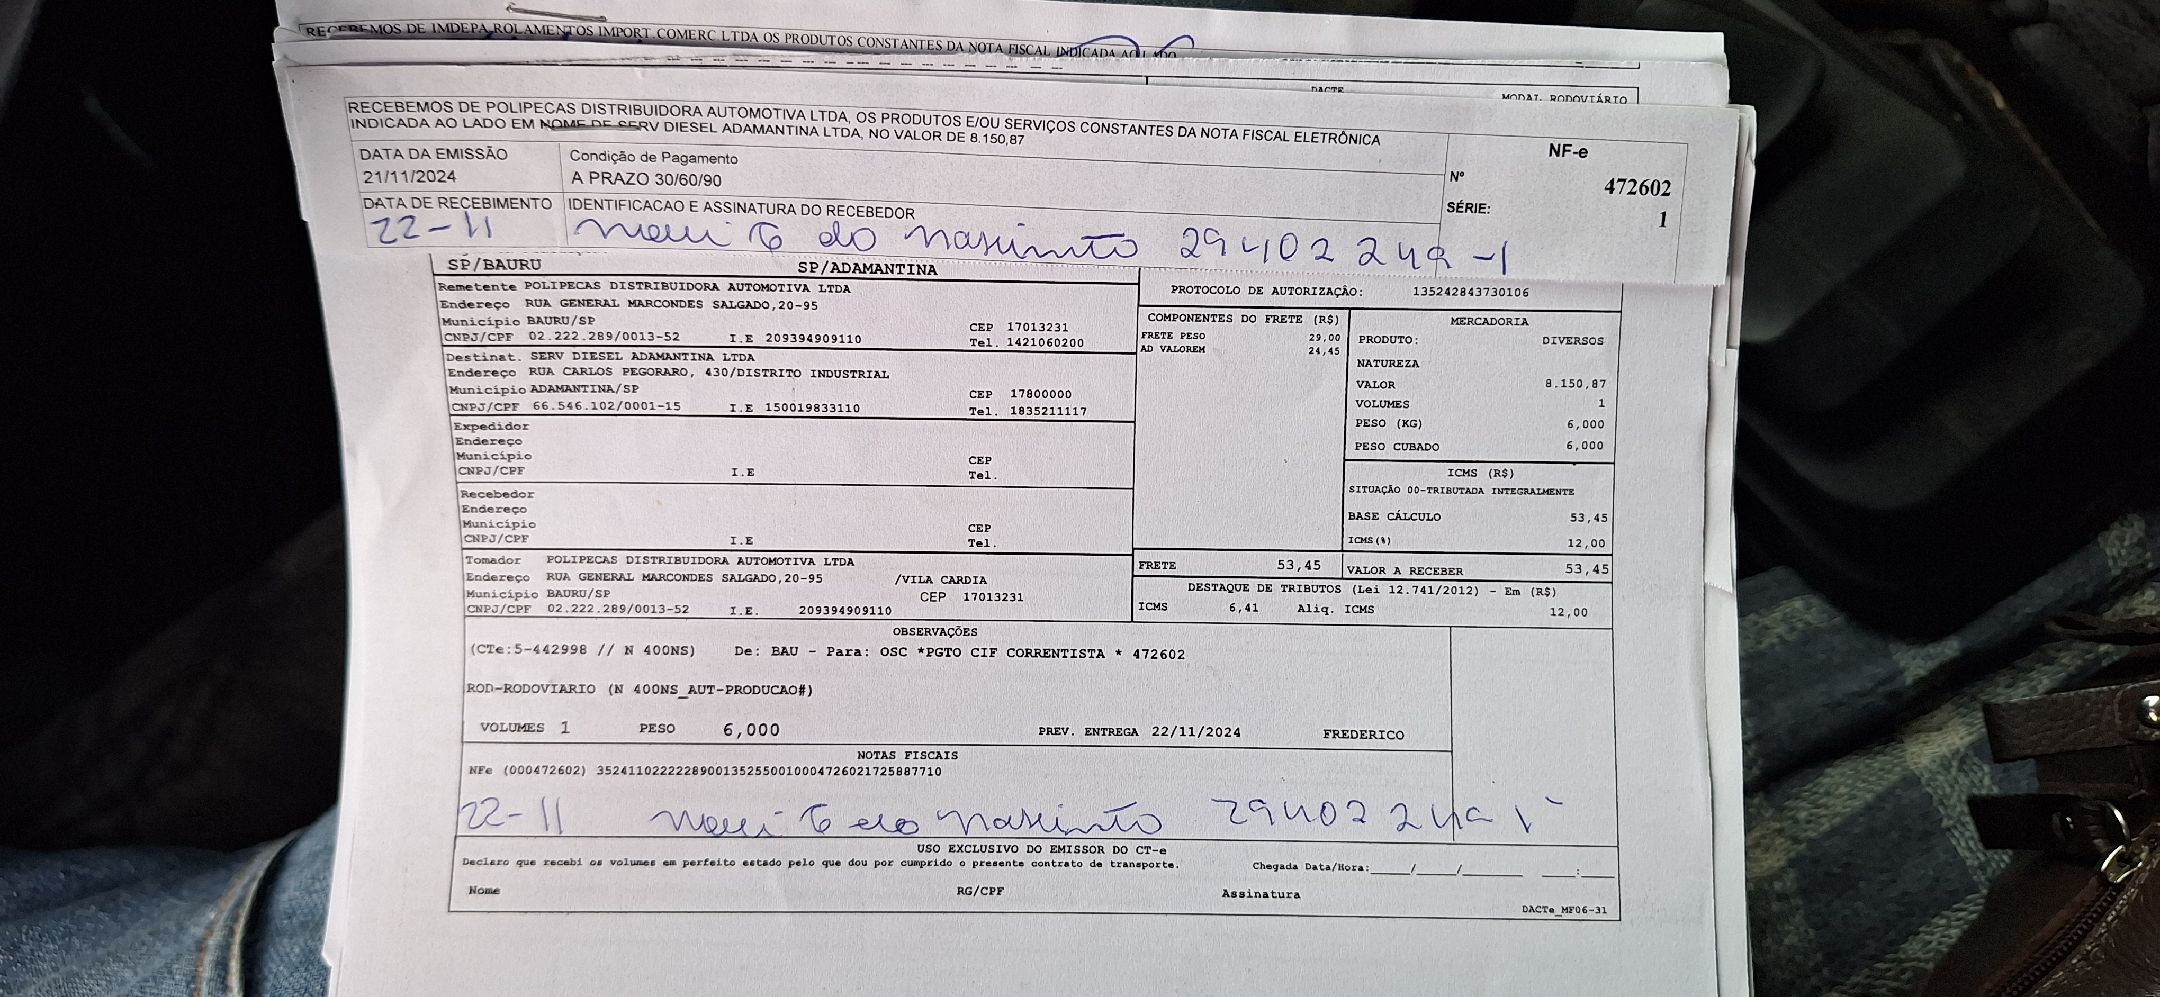 RECEBEMOS DE IMDEPA ROLAMENTOS IMPORT. COMERC LTDA OS PRODUTOS CONSTANTES DA NOTA FISCAL INDICADA AO LADO
DACTE
MODAL RODOVIÁRIO
RECEBEMOS DE POLIPECAS DISTRIBUIDORA AUTOMOTIVA LTDA, OS PRODUTOS E/OU SERVIÇOS CONSTANTES DA NOTA FISCAL ELETRÔNICA
INDICADA AO LADO EM NOME DE SERV DIESEL ADAMANTINA LTDA, NO VALOR DE 8.150,87
NF-e
DATA DA EMISSÃO Condição de Pagamento
21/11/2024 A PRAZO 30/60/90
Nº 472602
SÉRIE: 1
DATA DE RECEBIMENTO IDENTIFICACAO E ASSINATURA DO RECEBEDOR
22-11 do 29402
SP/BAURU SP/ADAMANTINA
Remetente POLIPECAS DISTRIBUIDORA AUTOMOTIVA LTDA
Endereço RUA GENERAL MARCONDES SALGADO,20-95
Município BAURU/SP CEP 17013231
CNPJ/CPF 02.222.289/0013-52 I.E 209394909110 Tel. 1421060200
Destinat. SERV DIESEL ADAMANTINA LTDA
Endereço RUA CARLOS PEGORARO, 430/DISTRITO INDUSTRIAL
Município ADAMANTINA/SP CEP 17800000
CNPJ/CPF 66.546.102/0001-15 I.E 150019833110 Tel. 1835211117
Expedidor
Endereço
Município CEP
CNPJ/CPF I.E Tel.
Recebedor
Endereço
Município CEP
CNPJ/CPF I.E Tel.
Tomador POLIPECAS DISTRIBUIDORA AUTOMOTIVA LTDA
Endereço RUA GENERAL MARCONDES SALGADO,20-95 /VILA CARDIA
Município BAURU/SP CEP 17013231
CNPJ/CPF 02.222.289/0013-52 I.E. 209394909110
PROTOCOLO DE AUTORIZAÇÃO: 135242843730106
COMPONENTES DO FRETE (R$)
FRETE PESO 29,00
AD VALOREM 24,45
MERCADORIA
PRODUTO: DIVERSOS
NATUREZA
VALOR 8.150,87
VOLUMES 1
PESO (KG) 6,000
PESO CUBADO 6,000
ICMS (R$)
SITUAÇÃO 00-TRIBUTADA INTEGRALMENTE
BASE CÁLCULO 53,45
ICMS(%) 12,00
FRETE 53,45 VALOR A RECEBER 53,45
DESTAQUE DE TRIBUTOS (Lei 12.741/2012) - Em (R$)
ICMS 6,41 Aliq. ICMS 12,00
OBSERVAÇÕES
(CTe:5-442998 // N 400NS) De: BAU - Para: OSC *PGTO CIF CORRENTISTA * 472602
ROD-RODOVIARIO (N 400NS_AUT-PRODUCAO#)
VOLUMES 1 PESO 6,000 PREV. ENTREGA 22/11/2024 FREDERICO
NOTAS FISCAIS
NFe (000472602) 35241102222289001352550010004726021725887710
22-11 29402
USO EXCLUSIVO DO EMISSOR DO CT-e
Declaro que recebi os volumes em perfeito estado pelo que dou por cumprido o presente contrato de transporte. Chegada Data/Hora:_____/_____/_______ ____:____
Nome RG/CPF Assinatura
DACTe_MF06-31